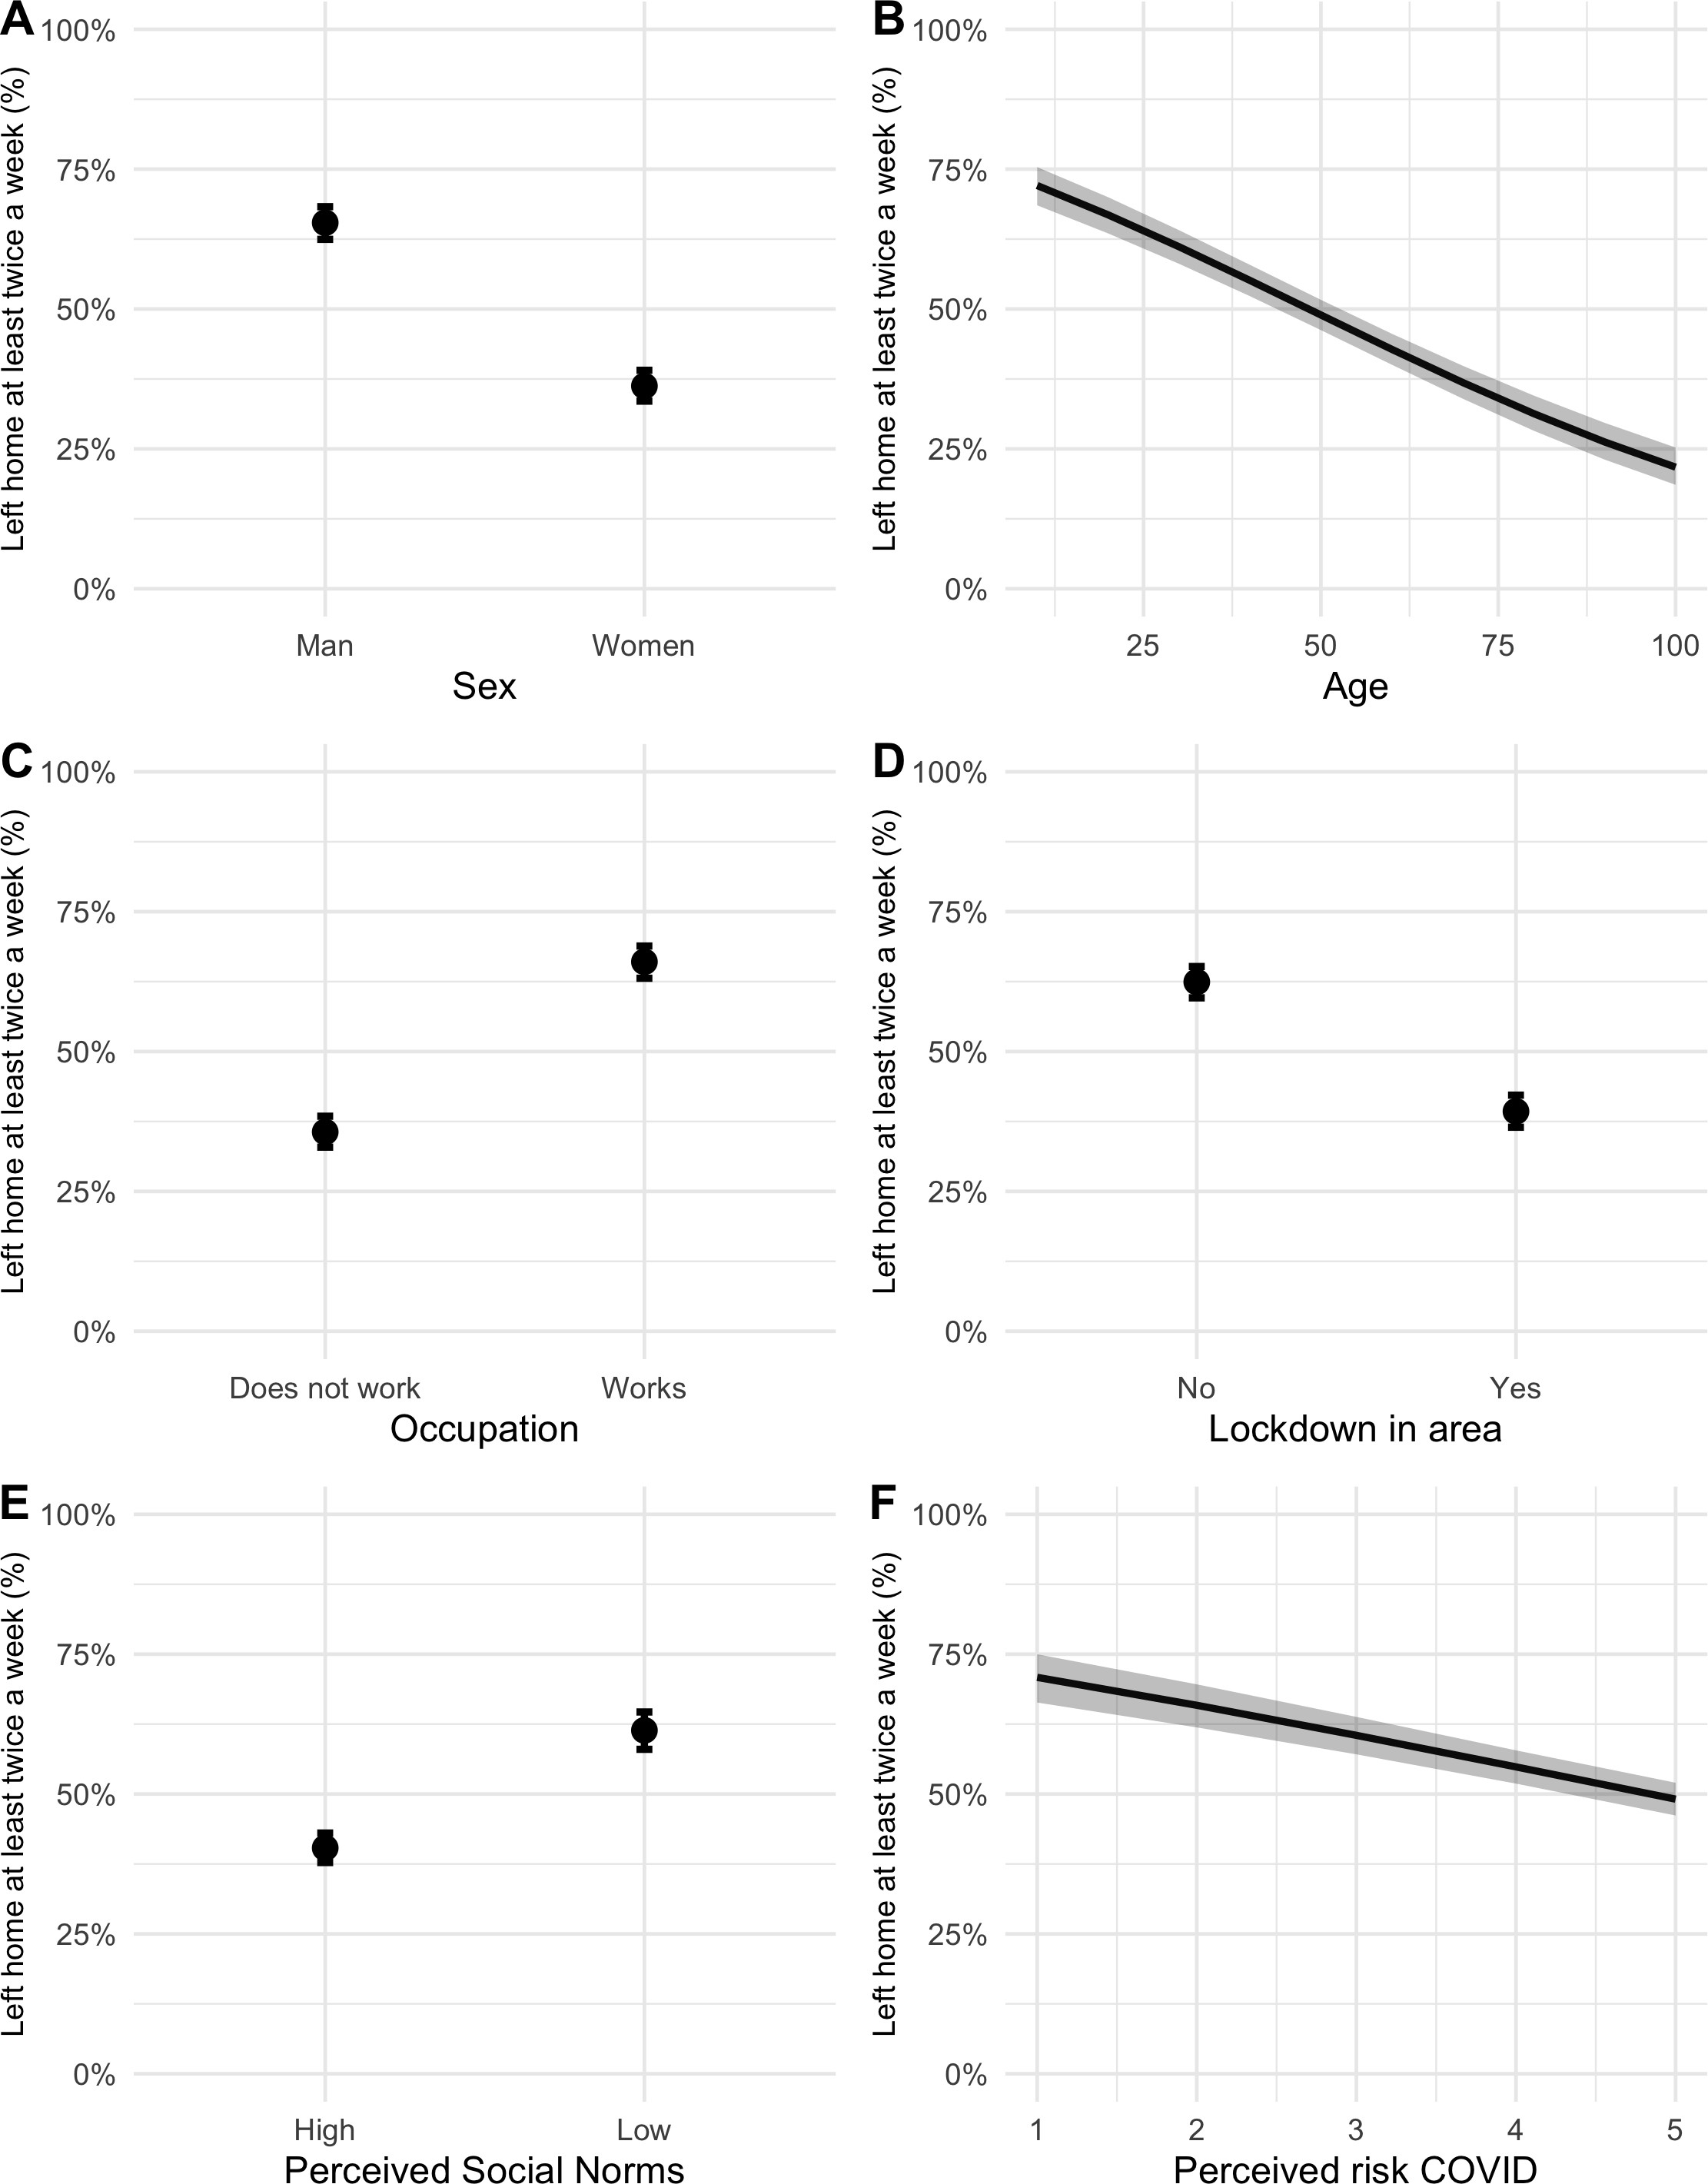 A
100%
75%
50%
25%
0%
Left home at least twice a week (%)
Man Women
Sex
B
100%
75%
50%
25%
0%
Left home at least twice a week (%)
25 50 75 100
Age
C
100%
75%
50%
25%
0%
Left home at least twice a week (%)
Does not work Works
Occupation
D
100%
75%
50%
25%
0%
Left home at least twice a week (%)
No Yes
Lockdown in area
E
100%
75%
50%
25%
0%
Left home at least twice a week (%)
High Low
Perceived Social Norms
F
100%
75%
50%
25%
0%
Left home at least twice a week (%)
1 2 3 4 5
Perceived risk COVID